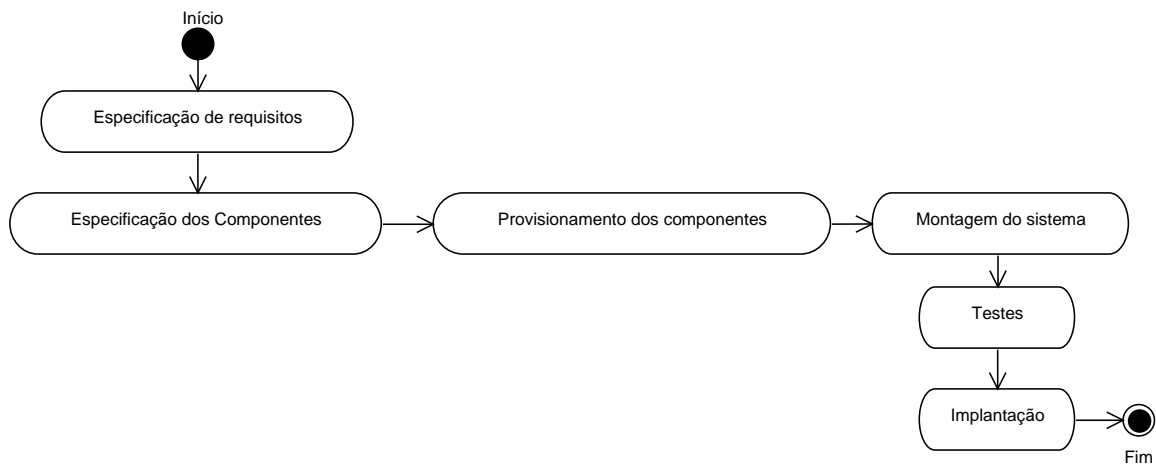 Início
Especificação de requisitos
Especificação dos Componentes
Provisionamento dos componentes
Montagem do sistema
Testes
Implantação
Fim